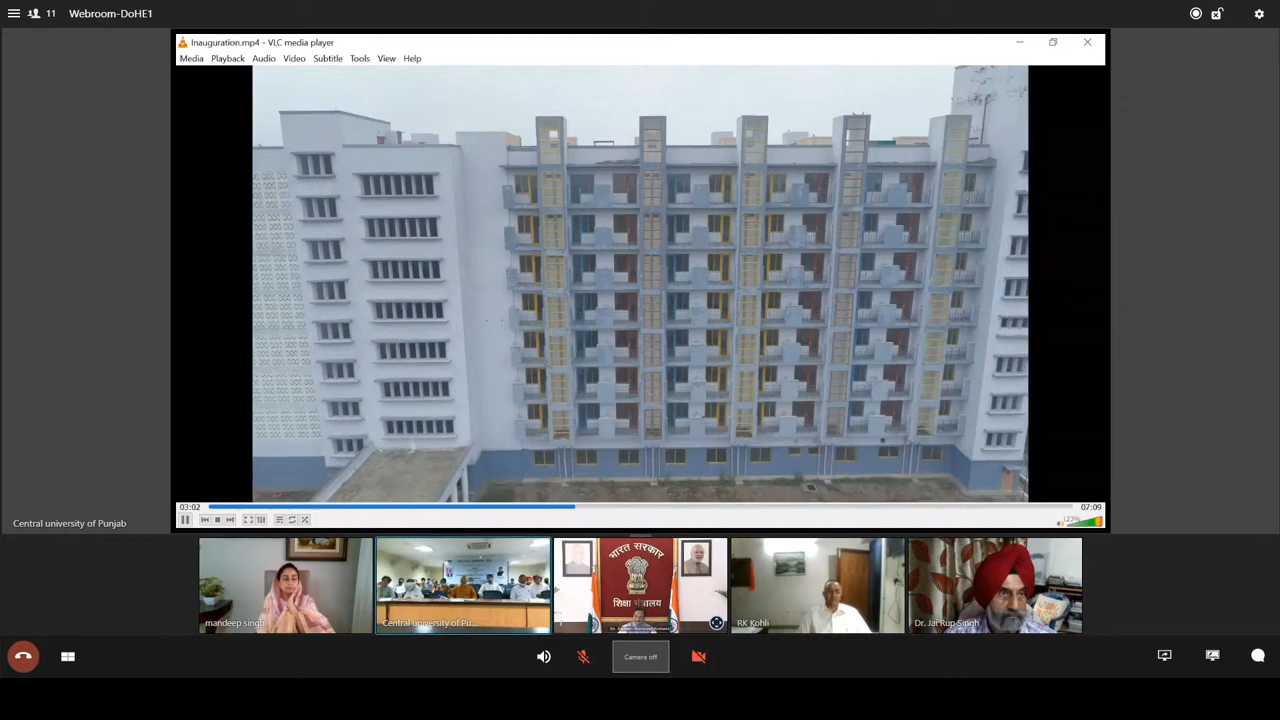 11 Webroom-DoHE1
Inauguration.mp4 - VLC media player
Media Playback Audio Video Subtitle Tools View Help
03:02
07:09
123%
Central university of Punjab
mandeep singh
Central university of Pu...
भारत सरकार
शिक्षा मंत्रालय
RK Kohli
Dr. Jai Rup Singh
Camera off